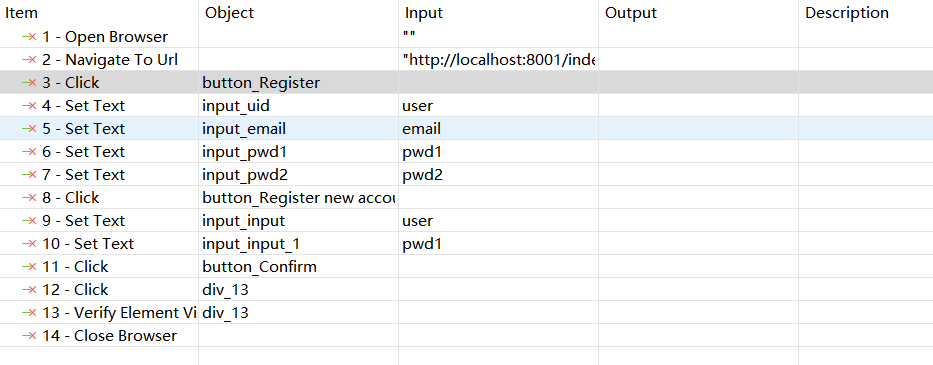 Item Object Input Output Description
1 - Open Browser ""
2 - Navigate To Url "http://localhost:8001/inde
3 - Click button_Register
4 - Set Text input_uid user
5 - Set Text input_email email
6 - Set Text input_pwd1 pwd1
7 - Set Text input_pwd2 pwd2
8 - Click button_Register new accou
9 - Set Text input_input user
10 - Set Text input_input_1 pwd1
11 - Click button_Confirm
12 - Click div_13
13 - Verify Element Vi div_13
14 - Close Browser